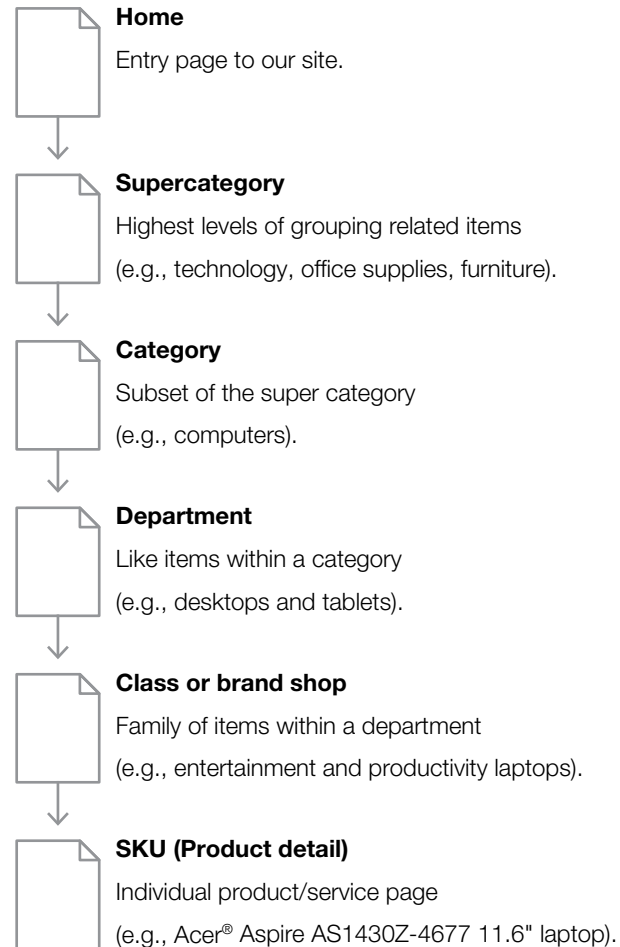 Home
Entry page to our site.
Supercategory
Highest levels of grouping related items
(e.g., technology, office supplies, furniture).
Category
Subset of the super category
(e.g., computers).
Department
Like items within a category
(e.g., desktops and tablets).
Class or brand shop
Family of items within a department
(e.g., entertainment and productivity laptops).
SKU (Product detail)
Individual product/service page
(e.g., Acer® Aspire AS1430Z-4677 11.6" laptop).